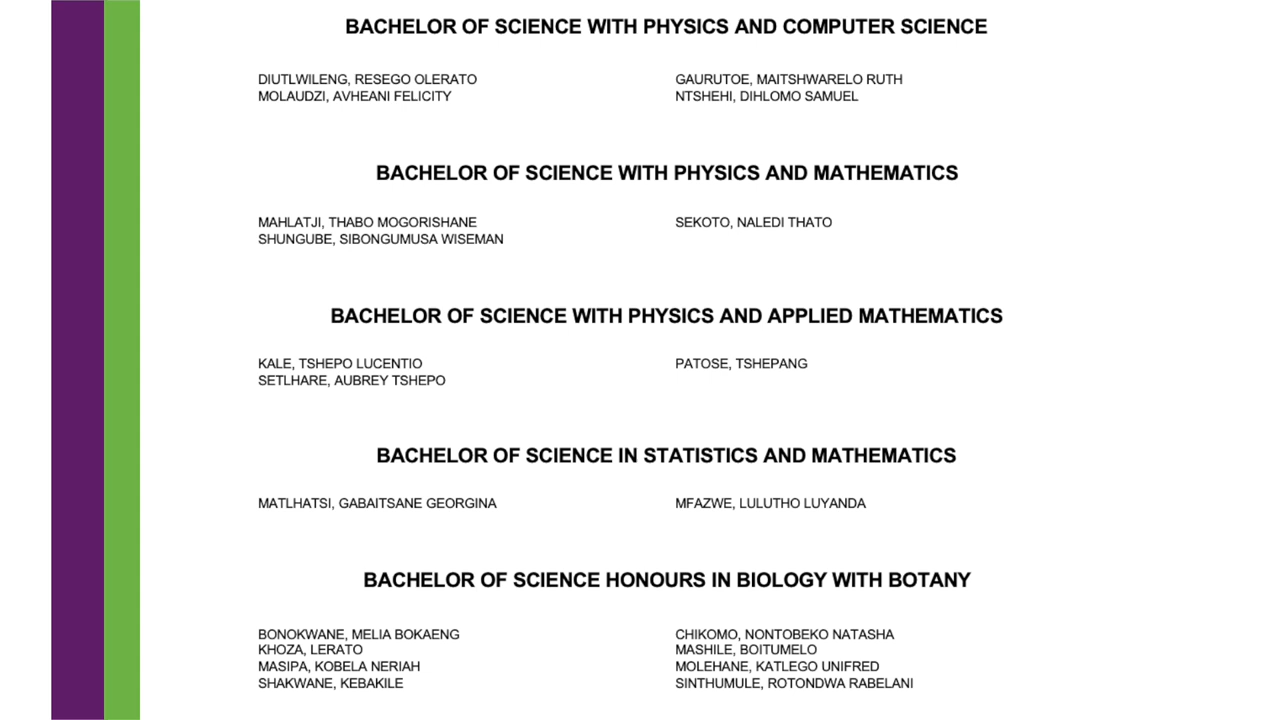 BACHELOR OF SCIENCE WITH PHYSICS AND COMPUTER SCIENCE
DIUTLWILENG, RESEGO OLERATO
GAURUTOE, MAITSHWARELO RUTH
MOLAUDZI, AVHEANI FELICITY
NTSHEHI, DIHLOMO SAMUEL
BACHELOR OF SCIENCE WITH PHYSICS AND MATHEMATICS
MAHLATJI, THABO MOGORISHANE
SEKOTO, NALEDI THATO
SHUNGUBE, SIBONGUMUSA WISEMAN
BACHELOR OF SCIENCE WITH PHYSICS AND APPLIED MATHEMATICS
KALE, TSHEPO LUCENTIO
PATOSE, TSHEPANG
SETLHARE, AUBREY TSHEPO
BACHELOR OF SCIENCE IN STATISTICS AND MATHEMATICS
MATLHATSI, GABAITSANE GEORGINA
MFAZWE, LULUTHO LUYANDA
BACHELOR OF SCIENCE HONOURS IN BIOLOGY WITH BOTANY
BONOKWANE, MELIA BOKAENG
CHIKOMO, NONTOBEKO NATASHA
KHOZA, LERATO
MASHILE, BOITUMELO
MASIPA, KOBELA NERIAH
MOLEHANE, KATLEGO UNIFRED
SHAKWANE, KEBAKILE
SINTHUMULE, ROTONDWA RABELANI